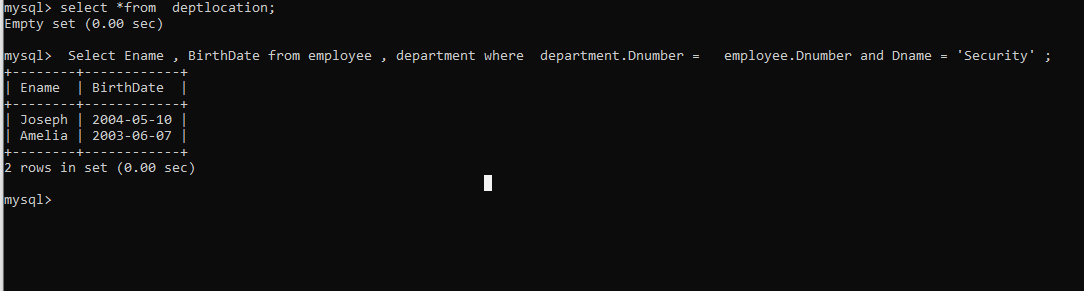 mysql> select *from  deptlocation;
Empty set (0.00 sec)
mysql>  Select Ename , BirthDate from employee , department where  department.Dnumber =   employee.Dnumber and Dname = 'Security' ;
+--------+------------+
| Ename  | BirthDate  |
+--------+------------+
| Joseph | 2004-05-10 |
| Amelia | 2003-06-07 |
+--------+------------+
2 rows in set (0.00 sec)
mysql>